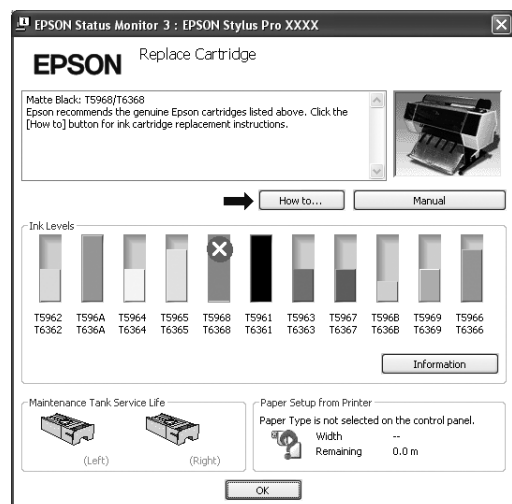 EPSON Status Monitor 3 : EPSON Stylus Pro XXXX
EPSON
Replace Cartridge
Matte Black: T5968/T6368
Epson recommends the genuine Epson cartridges listed above. Click the
[How to] button for ink cartridge replacement instructions.
How to...
Manual
Ink Levels
T5962 T596A T5964 T5965 T5968 T5961 T5963 T5967 T596B T5969 T5966
T6362 T636A T6364 T6365 T6368 T6361 T6363 T6367 T636B T6369 T6366
Information
Maintenance Tank Service Life
(Left)
(Right)
Paper Setup from Printer
Paper Type is not selected on the control panel.
Width --
Remaining 0.0 m
OK